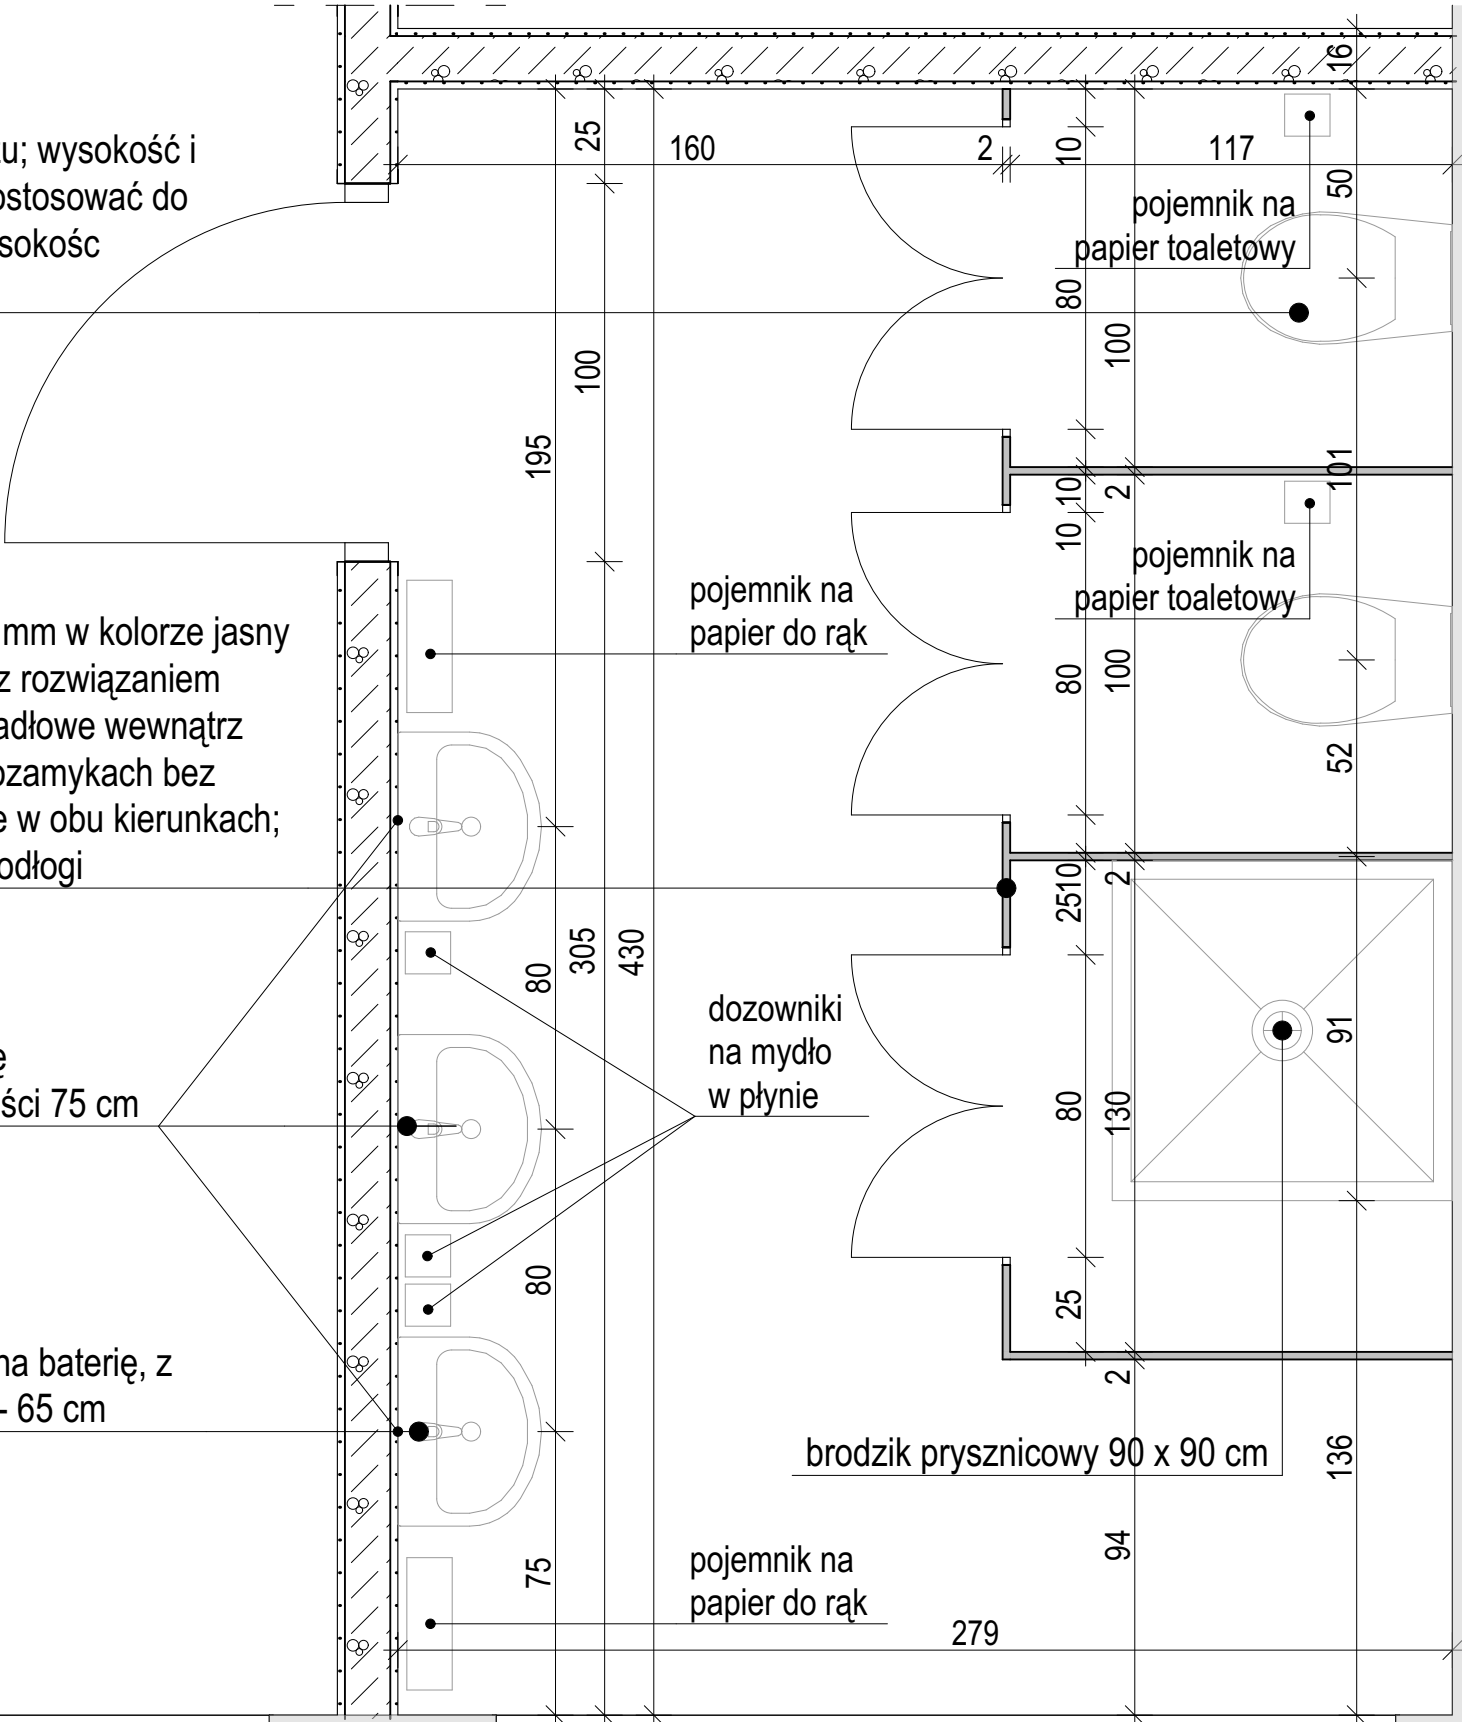 16
25
160
2
10
117
u; wysokość i
ostosować do
sokośc
50
pojemnik na
papier toaletowy
80
100
100
195
101
10
2
10
pojemnik na
papier toaletowy
pojemnik na
papier do rąk
mm w kolorze jasny
z rozwiązaniem
adłowe wewnątrz
ozamykach bez
e w obu kierunkach;
odłogi
80
100
52
10
25
2
80
305
430
dozowniki
na mydło
w płynie
91
ę
ści 75 cm
80
130
80
25
2
na baterię, z
- 65 cm
brodzik prysznicowy 90 x 90 cm
136
94
75
pojemnik na
papier do rąk
279